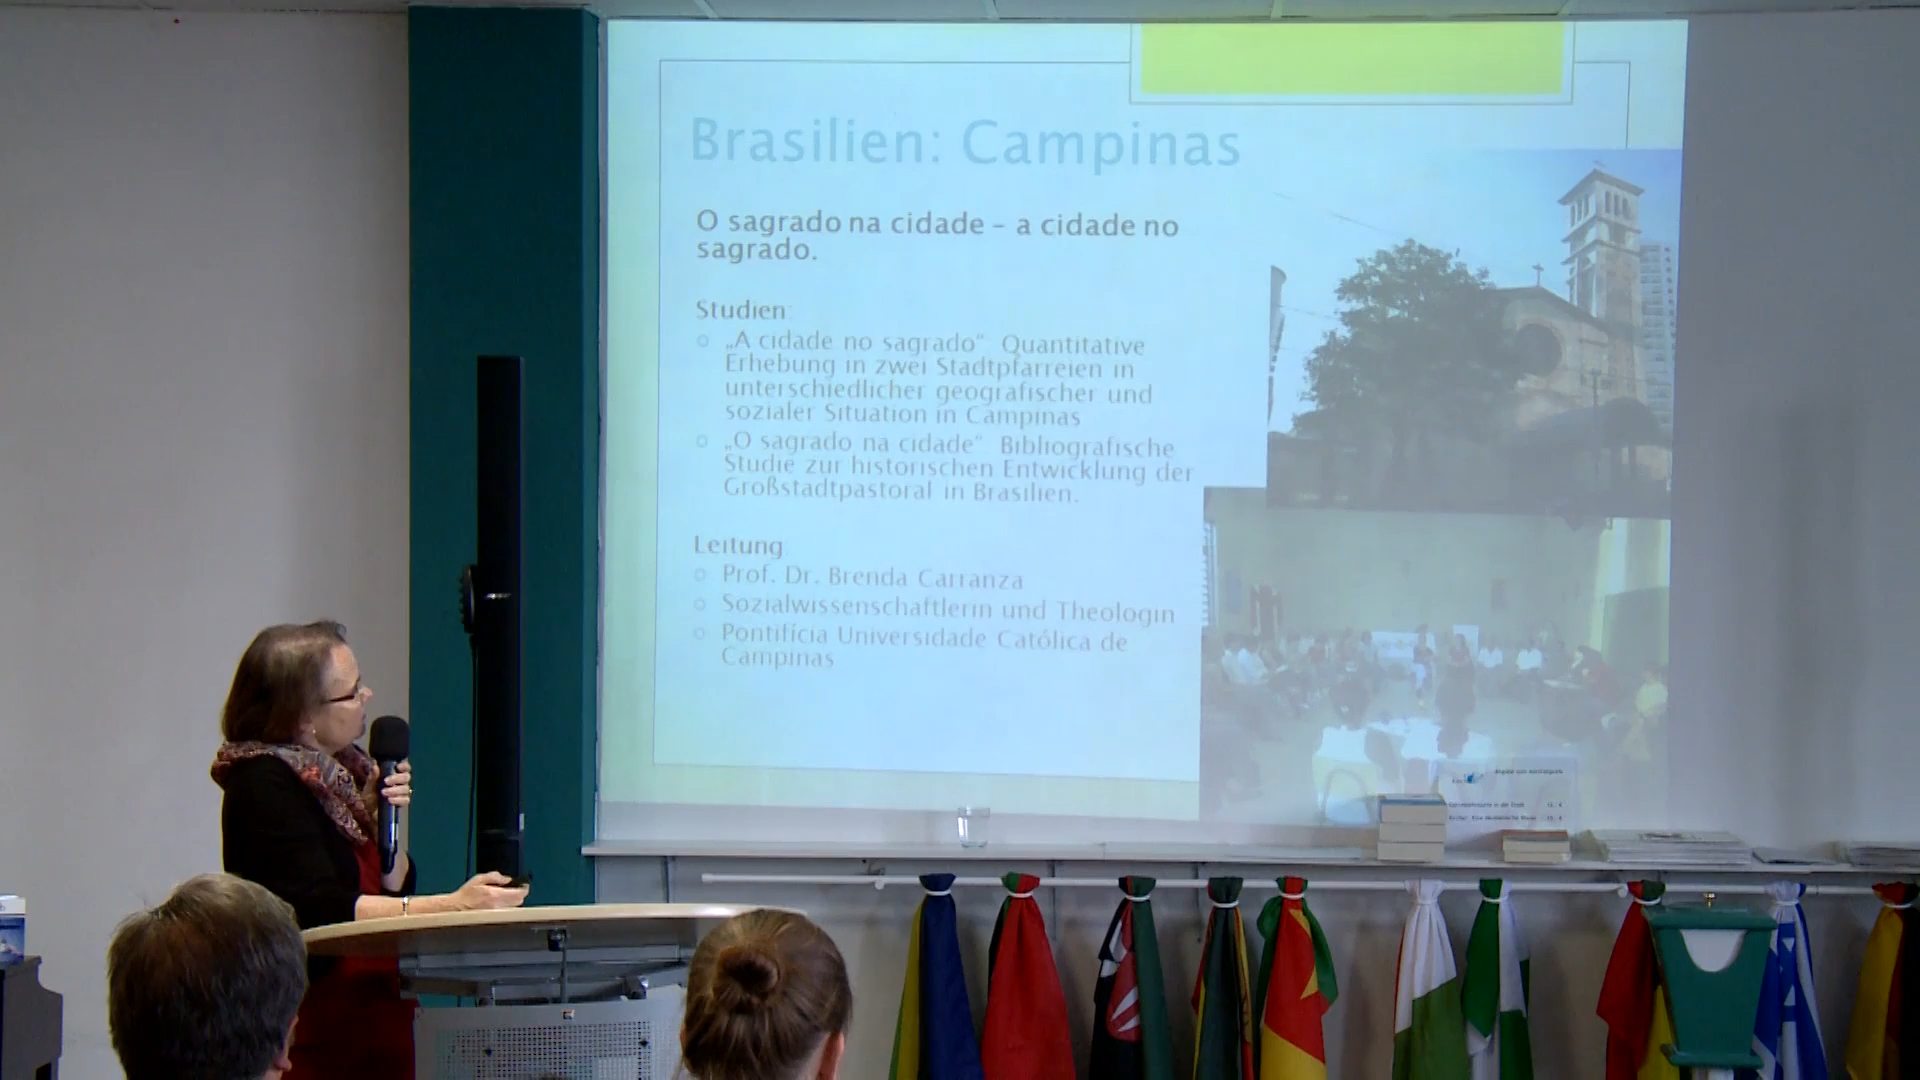 Brasilien: Campinas
O sagrado na cidade – a cidade no
sagrado.
Studien:
„A cidade no sagrado“ Quantitative
Erhebung in zwei Stadtpfarreien in
unterschiedlicher geografischer und
sozialer Situation in Campinas
„O sagrado na cidade“ Bibliografische
Studie zur historischen Entwicklung der
Großstadtpastoral in Brasilien.
Leitung
Prof. Dr. Brenda Carranza
Sozialwissenschaftlerin und Theologin
Pontifícia Universidade Católica de
Campinas